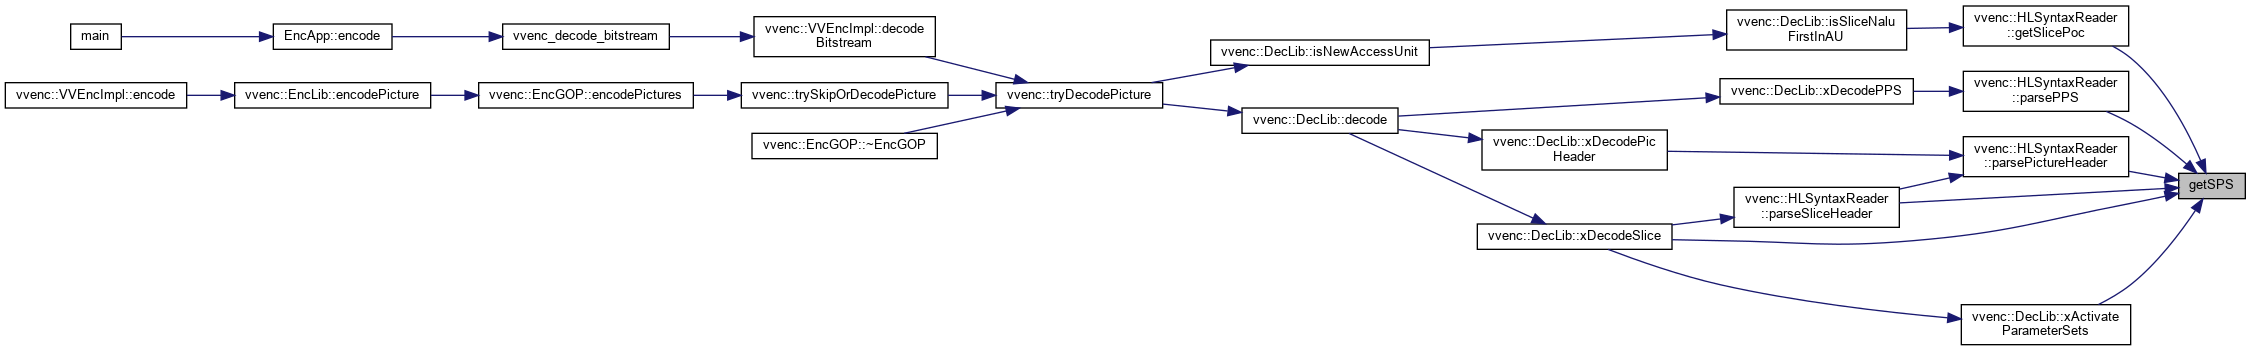 main
EncApp::encode
vvenc_decode_bitstream
vvenc::VVEncImpl::decode
Bitstream
vvenc::VVEncImpl::encode
vvenc::EncLib::encodePicture
vvenc::EncGOP::encodePictures
vvenc::trySkipOrDecodePicture
vvenc::EncGOP::~EncGOP
vvenc::tryDecodePicture
vvenc::DecLib::isNewAccessUnit
vvenc::DecLib::decode
vvenc::DecLib::isSliceNalu
FirstInAU
vvenc::DecLib::xDecodePPS
vvenc::DecLib::xDecodePic
Header
vvenc::HLSyntaxReader
::parseSliceHeader
vvenc::DecLib::xDecodeSlice
vvenc::HLSyntaxReader
::getSlicePoc
vvenc::HLSyntaxReader
::parsePPS
vvenc::HLSyntaxReader
::parsePictureHeader
vvenc::DecLib::xActivate
ParameterSets
getSPS